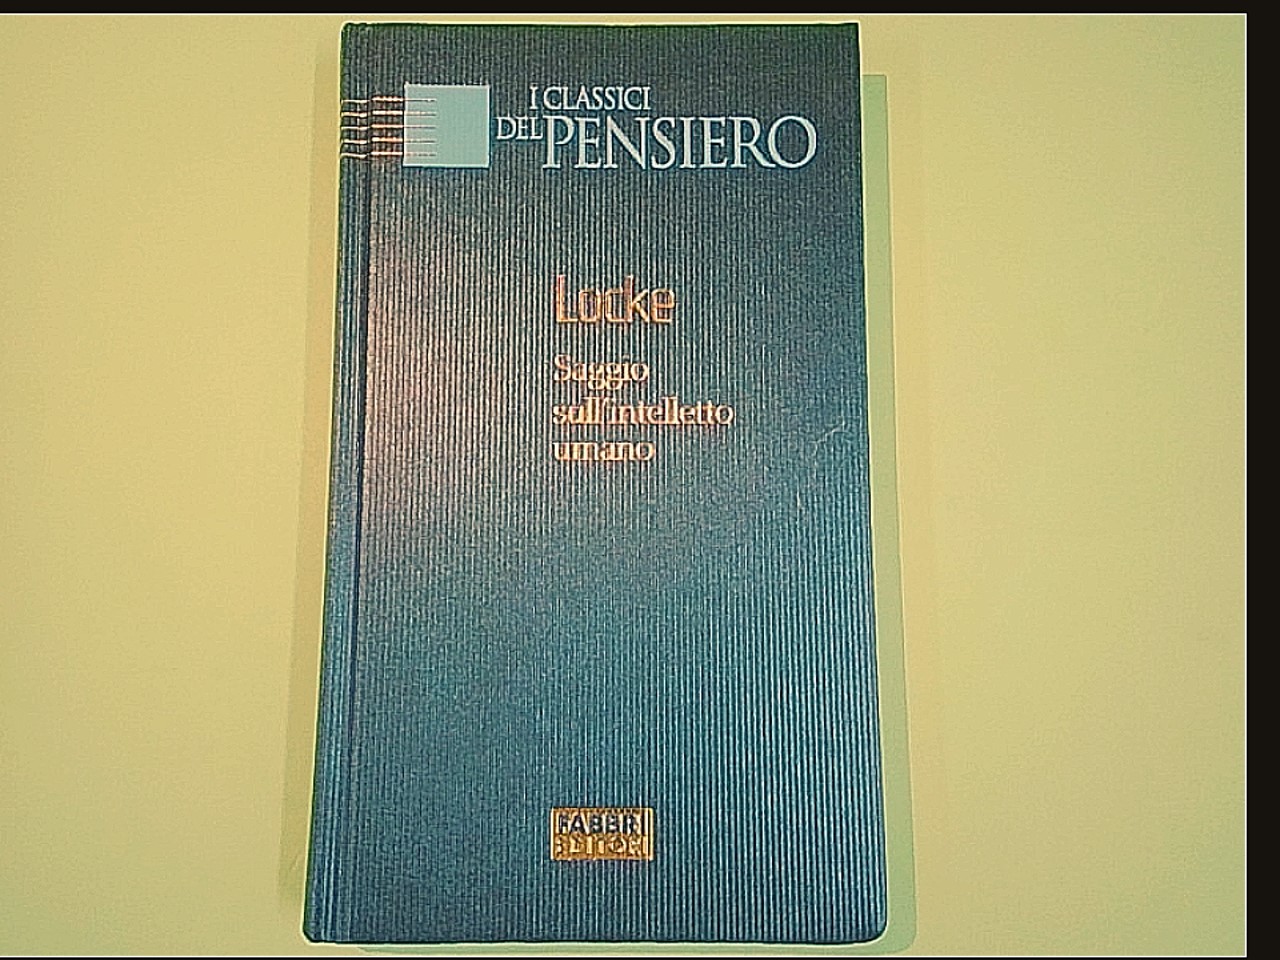 I CLASSICI
DEL PENSIERO
Locke
Saggio
sull'intelletto
umano
FABBRI
EDITORI